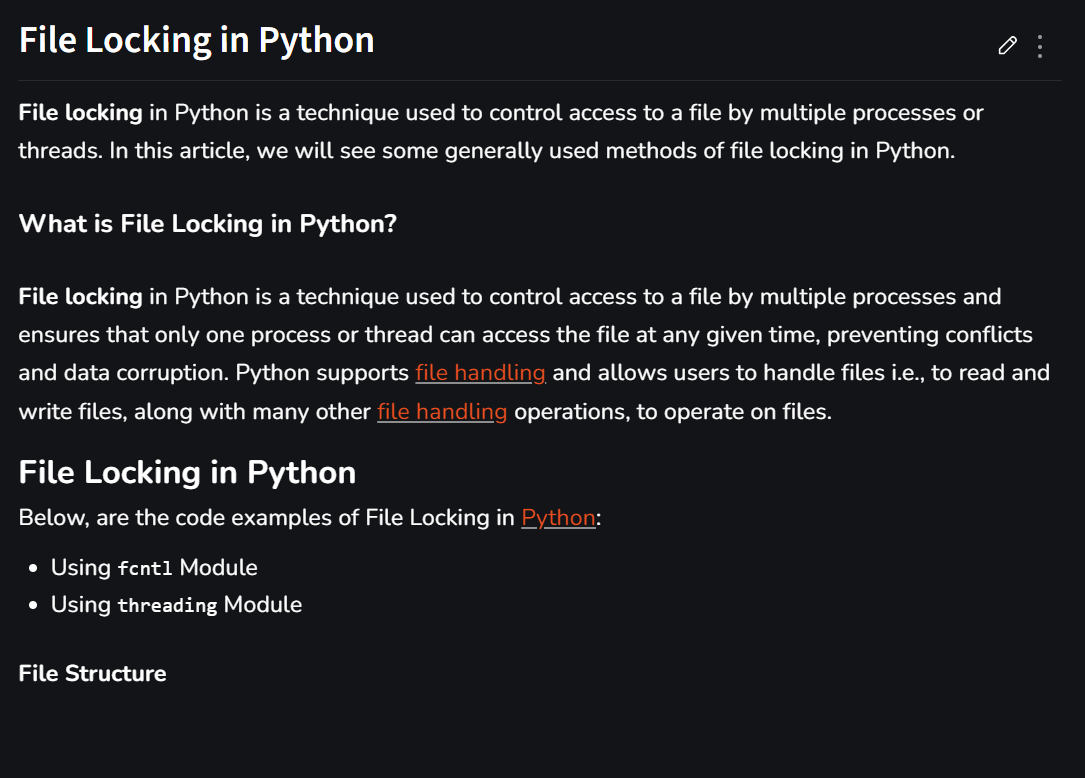 File Locking in Python
File locking in Python is a technique used to control access to a file by multiple processes or
threads. In this article, we will see some generally used methods of file locking in Python.
What is File Locking in Python?
File locking in Python is a technique used to control access to a file by multiple processes and
ensures that only one process or thread can access the file at any given time, preventing conflicts
and data corruption. Python supports file handling and allows users to handle files i.e., to read and
write files, along with many other file handling operations, to operate on files.
File Locking in Python
Below, are the code examples of File Locking in Python:
• Using fcntl Module
• Using threading Module
File Structure